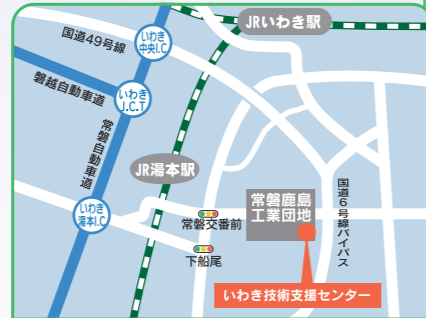 JRいわき駅
国道49号線
いわき
中央I.C
磐越自動車道
いわき
J.C.T
常磐自動車道
JR湯本駅
いわき
湯本I.C
常磐交番前
下船尾
常磐鹿島
工業団地
国道6号線バイパス
いわき技術支援センター